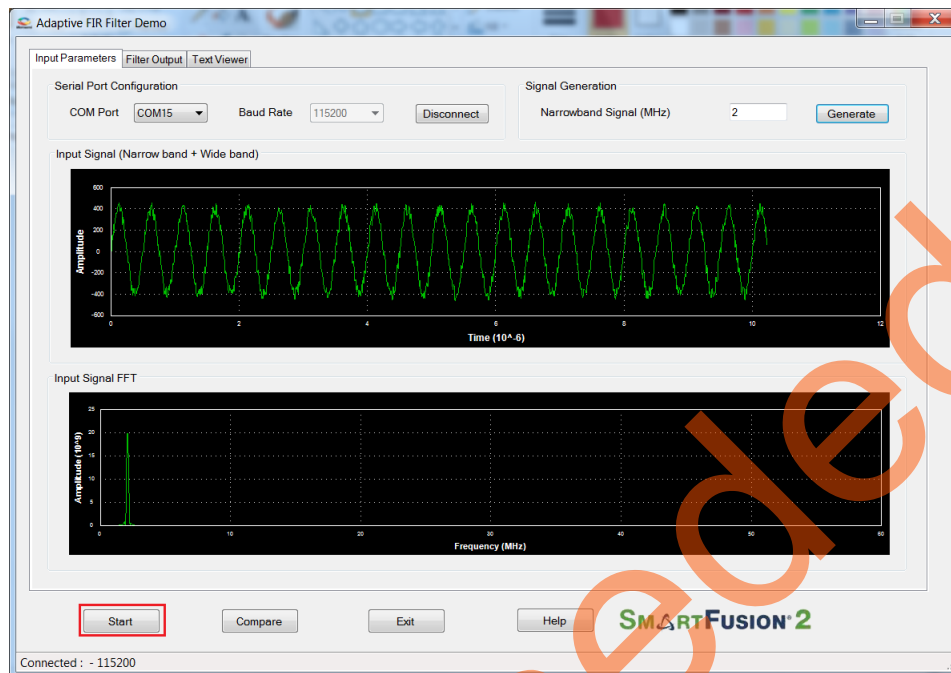 Adaptive FIR Filter Demo
Input Parameters Filter Output Text Viewer
Serial Port Configuration
Signal Generation
COM Port COM15 Baud Rate 115200 Disconnect
Narrowband Signal (MHz) 2 Generate
Input Signal (Narrow band + Wide band)
600
400
200
0
-200
-400
-600
Amplitude
0 2 4 6 8 10 12
Time (10^-6)
Input Signal FFT
25
20
15
10
5
0
Amplitude (10^9)
0 10 20 30 40 50 60
Frequency (MHz)
Start Compare Exit Help SMARTFUSION 2
Connected : - 115200
eded